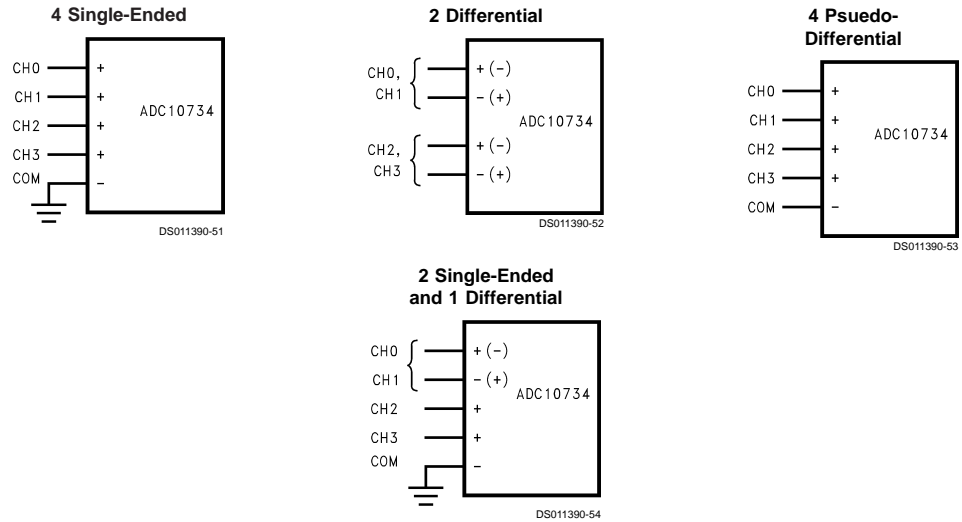 4 Single-Ended
CH0
CH1
CH2
CH3
COM
+
+
+
+
−
ADC10734
DS011390-51
2 Differential
CH0,
CH1
CH2,
CH3
+ (−)
− (+)
+ (−)
− (+)
ADC10734
DS011390-52
4 Psuedo-
Differential
CH0
CH1
CH2
CH3
COM
+
+
+
+
−
ADC10734
DS011390-53
2 Single-Ended
and 1 Differential
CH0
CH1
CH2
CH3
COM
+ (−)
− (+)
+
+
−
ADC10734
DS011390-54